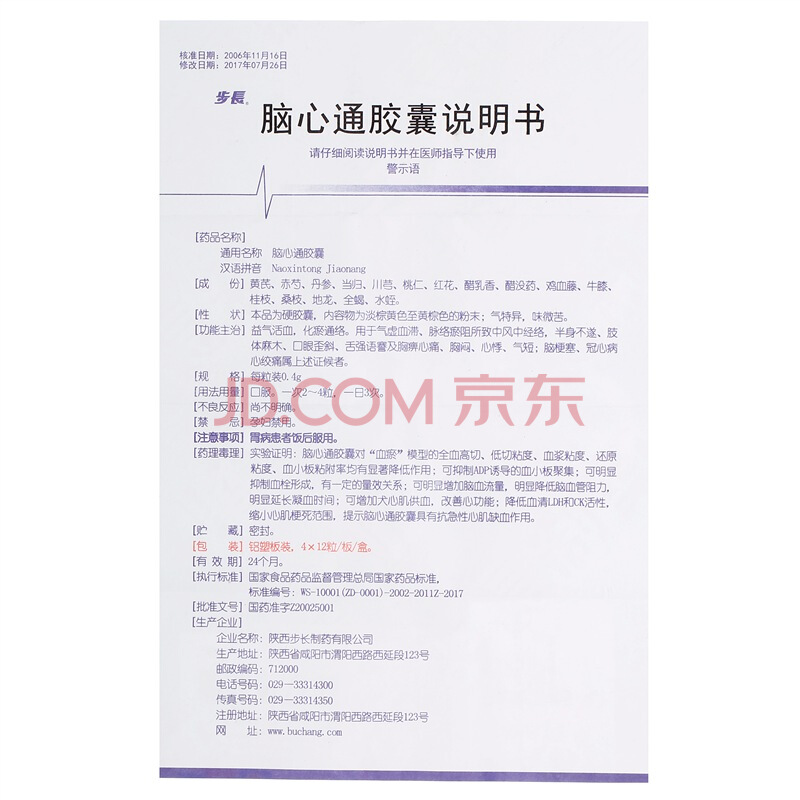 核准日期：2006年11月16日
修改日期：2017年07月26日
步長®
脑心通胶囊说明书
请仔细阅读说明书并在医师指导下使用
警示语
[药品名称]
通用名称 脑心通胶囊
汉语拼音 Naoxintong Jiaonang
[成 份] 黄芪、赤芍、丹参、当归、川芎、桃仁、红花、醋乳香、醋没药、鸡血藤、牛膝、
桂枝、桑枝、地龙、全蝎、水蛭。
[性 状] 本品为硬胶囊，内容物为淡棕黄色至黄棕色的粉末；气特异，味微苦。
[功能主治] 益气活血，化瘀通络。用于气虚血滞、脉络瘀阻所致中风中经络，半身不遂、肢
体麻木、口眼歪斜、舌强语謇及胸痹心痛、胸闷、心悸、气短；脑梗塞、冠心病
心绞痛属上述证候者。
[规 格] 每粒装0.4g
[用法用量] 口服。一次2～4粒，一日3次。
[不良反应] 尚不明确。
[禁 忌] 孕妇禁用。
[注意事项] 胃病患者饭后服用。
[药理毒理] 实验证明：脑心通胶囊对“血瘀”模型的全血高切、低切粘度、血浆粘度、还原
粘度、血小板粘附率均有显著降低作用；可抑制ADP诱导的血小板聚集；可明显
抑制血栓形成，有一定的量效关系；可明显增加脑血流量，明显降低脑血管阻力，
明显延长凝血时间；可增加犬心肌供血，改善心功能；降低血清LDH和CK活性，
缩小心肌梗死范围，提示脑心通胶囊具有抗急性心肌缺血作用。
[贮 藏] 密封。
[包 装] 铝塑板装，4×12粒/板/盒。
[有 效 期] 24个月。
[执行标准] 国家食品药品监督管理总局国家药品标准，
标准编号：WS-10001(ZD-0001)-2002-2011Z-2017
[批准文号] 国药准字Z20025001
[生产企业]
企业名称：陕西步长制药有限公司
生产地址：陕西省咸阳市渭阳西路西延段123号
邮政编码：712000
电话号码：029—33314300
传真号码：029—33314350
注册地址：陕西省咸阳市渭阳西路西延段123号
网 址：www.buchang.com
JD.COM 京东